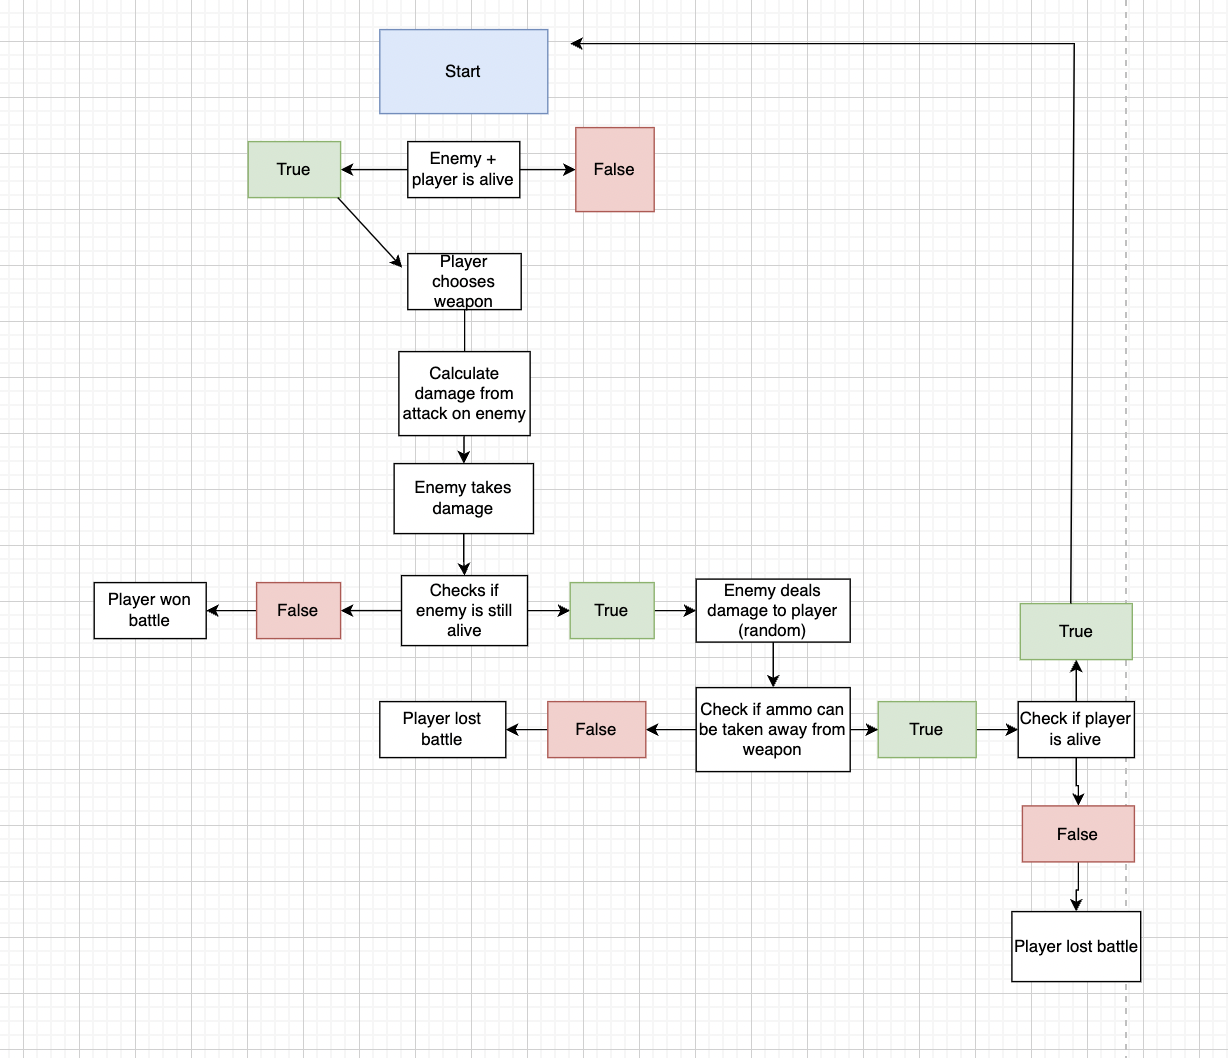 Start
True
Enemy +
player is alive
False
Player
chooses
weapon
Calculate
damage from
attack on enemy
Enemy takes
damage
Player won
battle
False
Checks if
enemy is still
alive
True
Enemy deals
damage to player
(random)
True
Player lost
battle
False
Check if ammo can
be taken away from
weapon
True
Check if player
is alive
False
Player lost battle